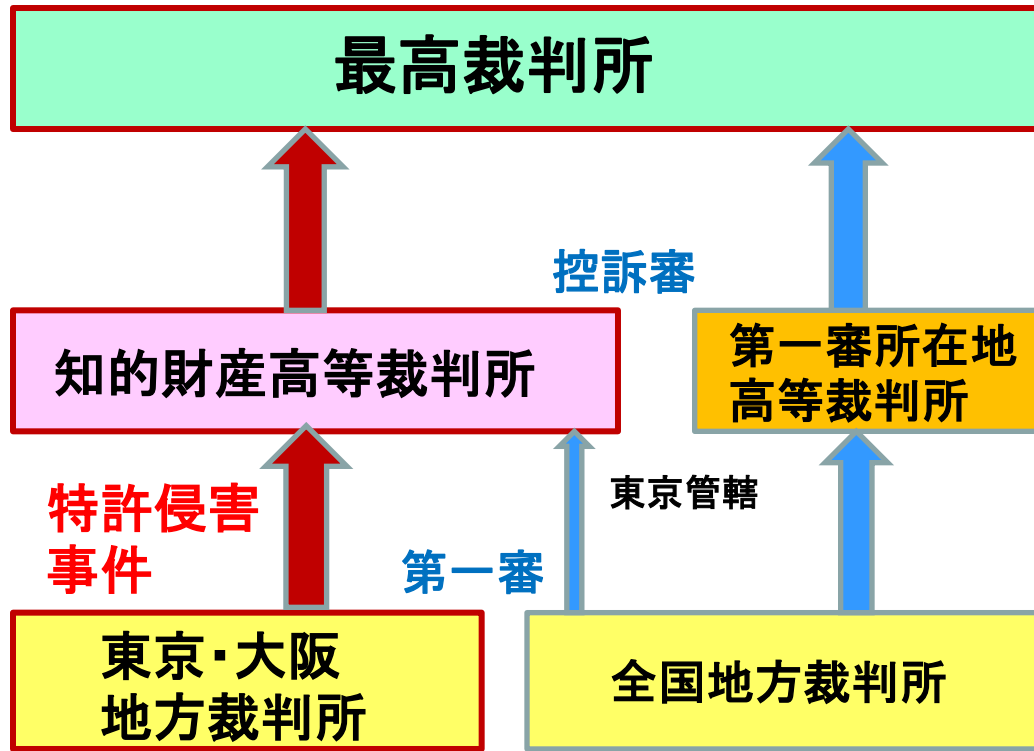 最高裁判所
控訴審
知的財産高等裁判所
第一審所在地
高等裁判所
特許侵害
事件
東京管轄
第一審
東京・大阪
地方裁判所
全国地方裁判所